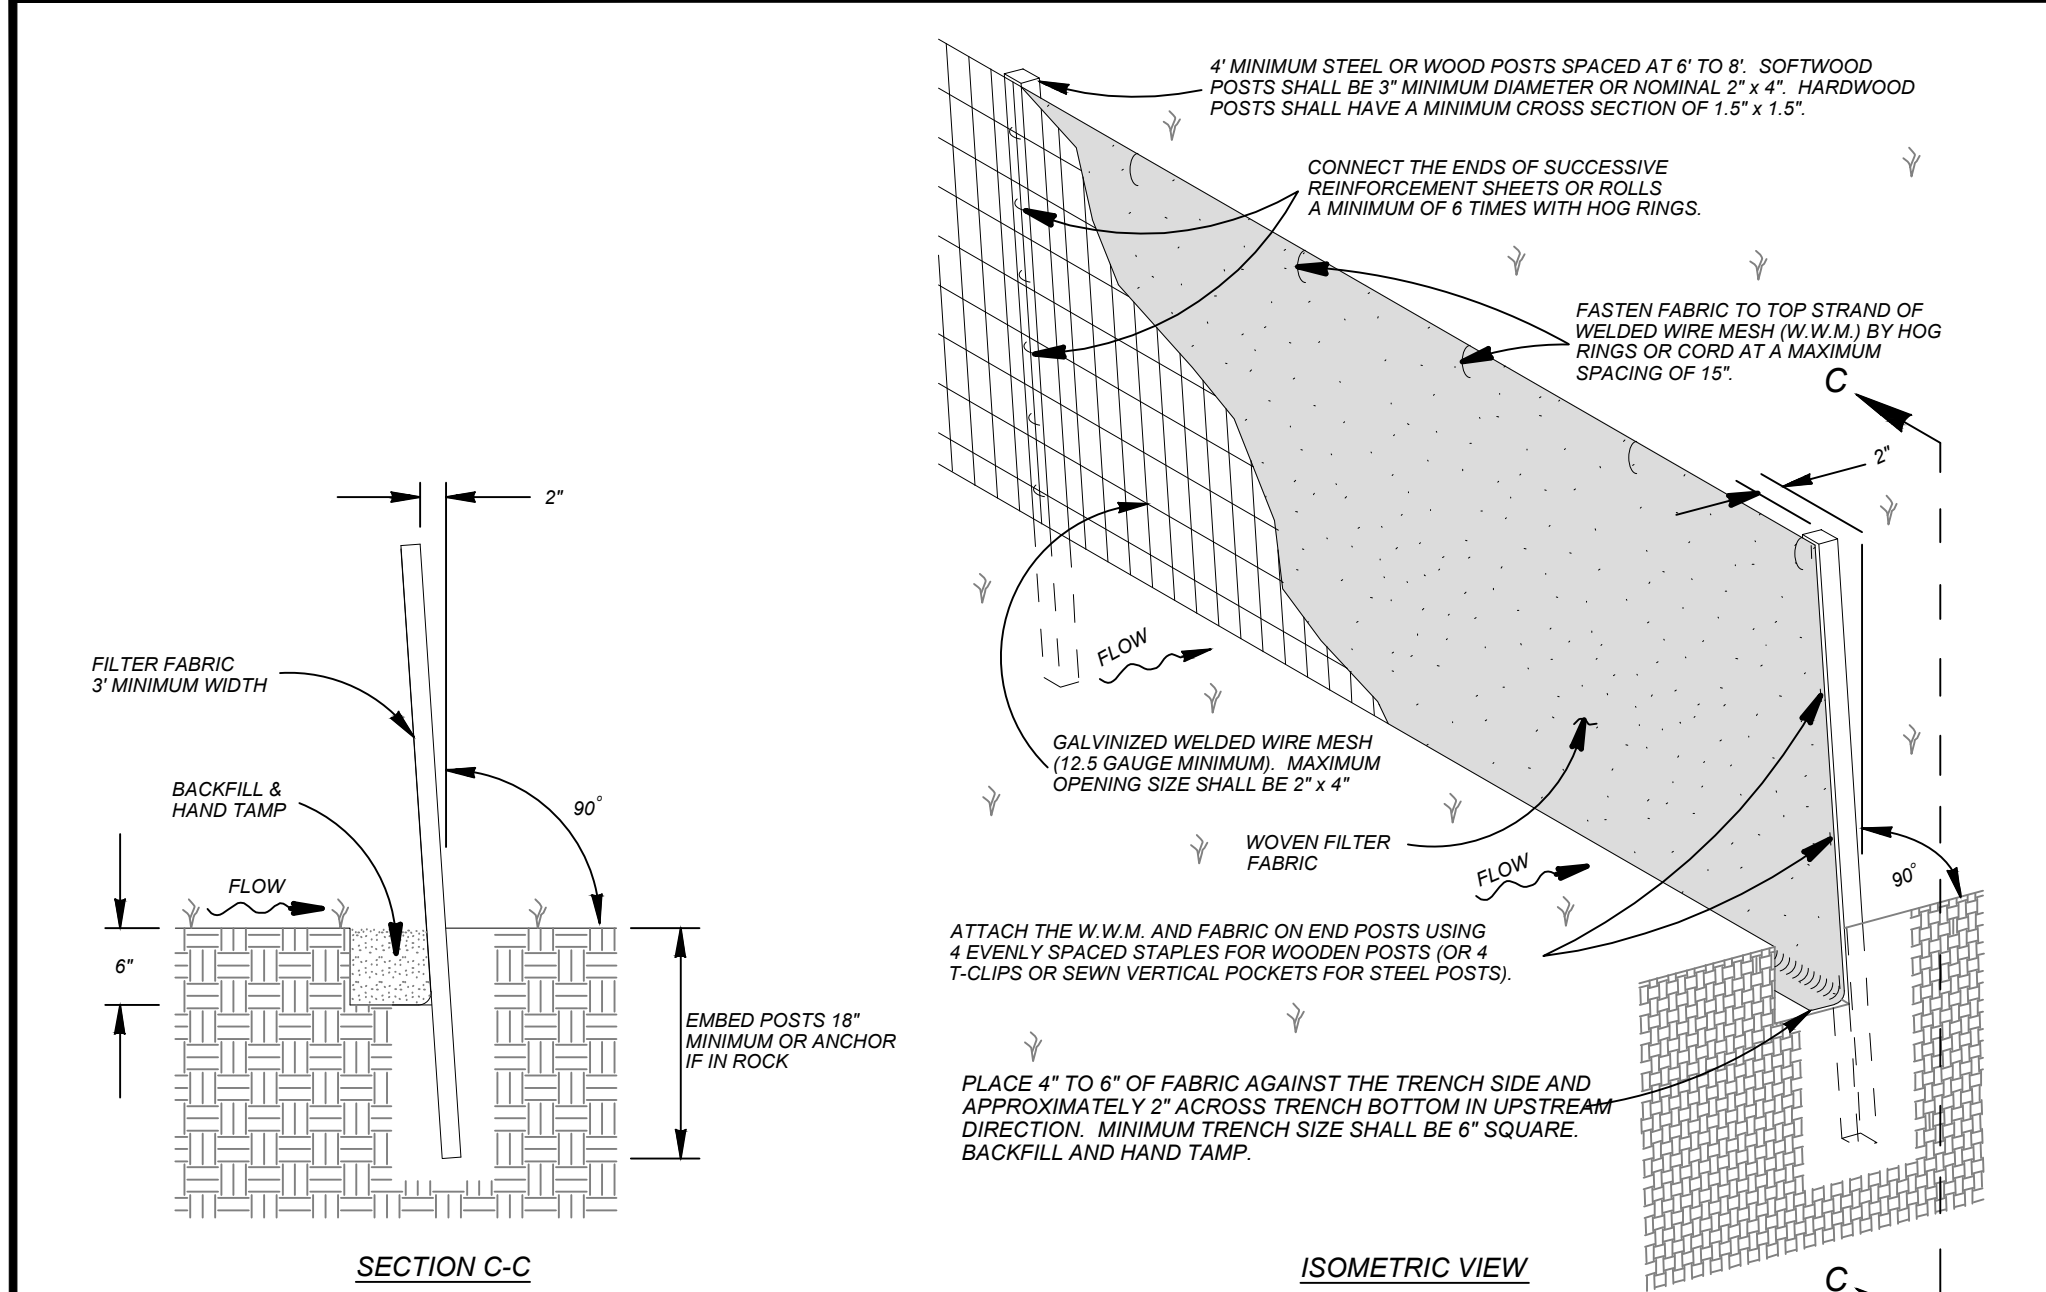 4' MINIMUM STEEL OR WOOD POSTS SPACED AT 6' TO 8'. SOFTWOOD
POSTS SHALL BE 3" MINIMUM DIAMETER OR NOMINAL 2" x 4". HARDWOOD
POSTS SHALL HAVE A MINIMUM CROSS SECTION OF 1.5" x 1.5".
CONNECT THE ENDS OF SUCCESSIVE
REINFORCEMENT SHEETS OR ROLLS
A MINIMUM OF 6 TIMES WITH HOG RINGS.
FASTEN FABRIC TO TOP STRAND OF
WELDED WIRE MESH (W.W.M.) BY HOG
RINGS OR CORD AT A MAXIMUM
SPACING OF 15".
C
2"
2"
FILTER FABRIC
3' MINIMUM WIDTH
BACKFILL &
HAND TAMP
90°
FLOW
6"
EMBED POSTS 18"
MINIMUM OR ANCHOR
IF IN ROCK
SECTION C-C
FLOW
GALVINIZED WELDED WIRE MESH
(12.5 GAUGE MINIMUM). MAXIMUM
OPENING SIZE SHALL BE 2" x 4"
WOVEN FILTER
FABRIC
FLOW
90°
ATTACH THE W.W.M. AND FABRIC ON END POSTS USING
4 EVENLY SPACED STAPLES FOR WOODEN POSTS (OR 4
T-CLIPS OR SEWN VERTICAL POCKETS FOR STEEL POSTS).
PLACE 4" TO 6" OF FABRIC AGAINST THE TRENCH SIDE AND
APPROXIMATELY 2" ACROSS TRENCH BOTTOM IN UPSTREAM
DIRECTION. MINIMUM TRENCH SIZE SHALL BE 6" SQUARE.
BACKFILL AND HAND TAMP.
ISOMETRIC VIEW
C